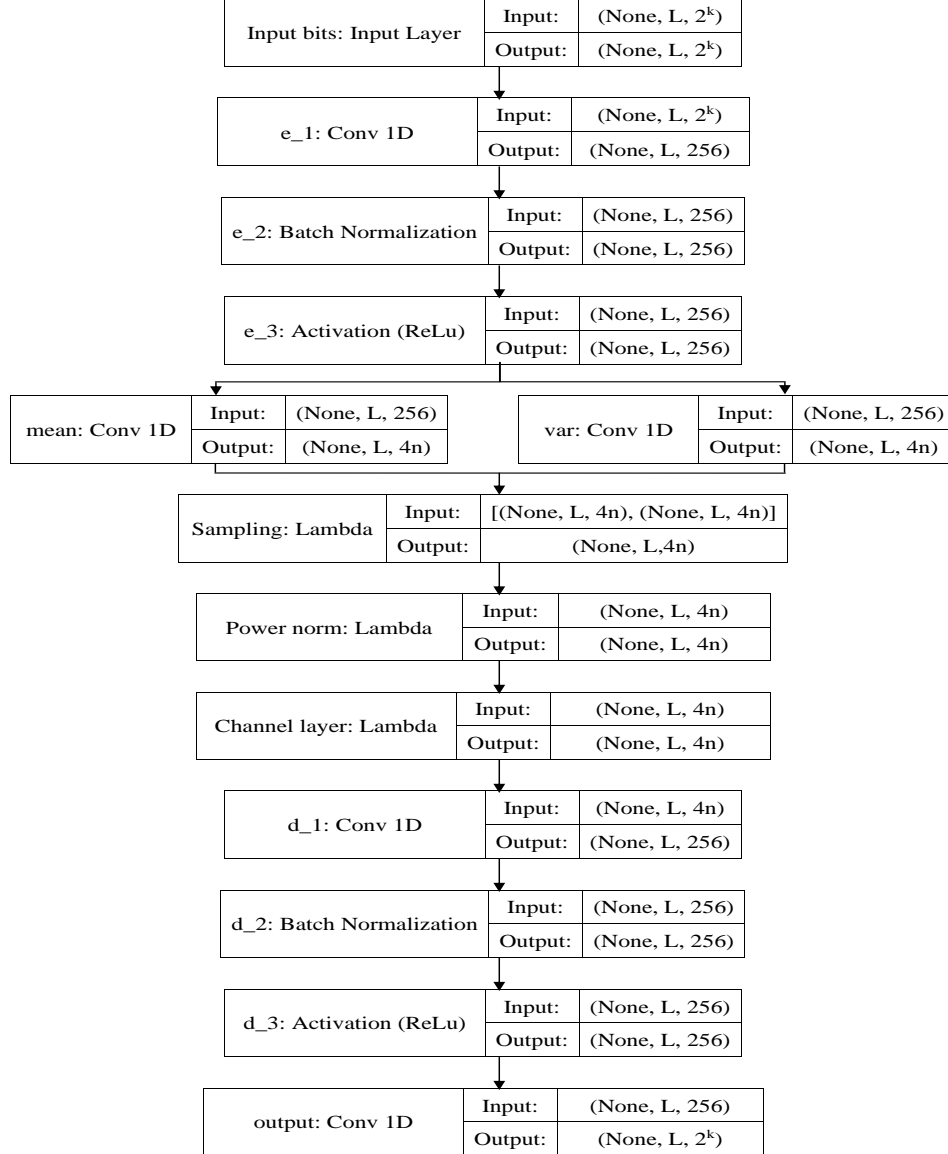 Input bits: Input Layer
Input: (None, L, 2ᵏ)
Output: (None, L, 2ᵏ)
e_1: Conv 1D
Input: (None, L, 2ᵏ)
Output: (None, L, 256)
e_2: Batch Normalization
Input: (None, L, 256)
Output: (None, L, 256)
e_3: Activation (ReLu)
Input: (None, L, 256)
Output: (None, L, 256)
mean: Conv 1D
Input: (None, L, 256)
Output: (None, L, 4n)
var: Conv 1D
Input: (None, L, 256)
Output: (None, L, 4n)
Sampling: Lambda
Input: [(None, L, 4n), (None, L, 4n)]
Output: (None, L,4n)
Power norm: Lambda
Input: (None, L, 4n)
Output: (None, L, 4n)
Channel layer: Lambda
Input: (None, L, 4n)
Output: (None, L, 4n)
d_1: Conv 1D
Input: (None, L, 4n)
Output: (None, L, 256)
d_2: Batch Normalization
Input: (None, L, 256)
Output: (None, L, 256)
d_3: Activation (ReLu)
Input: (None, L, 256)
Output: (None, L, 256)
output: Conv 1D
Input: (None, L, 256)
Output: (None, L, 2ᵏ)